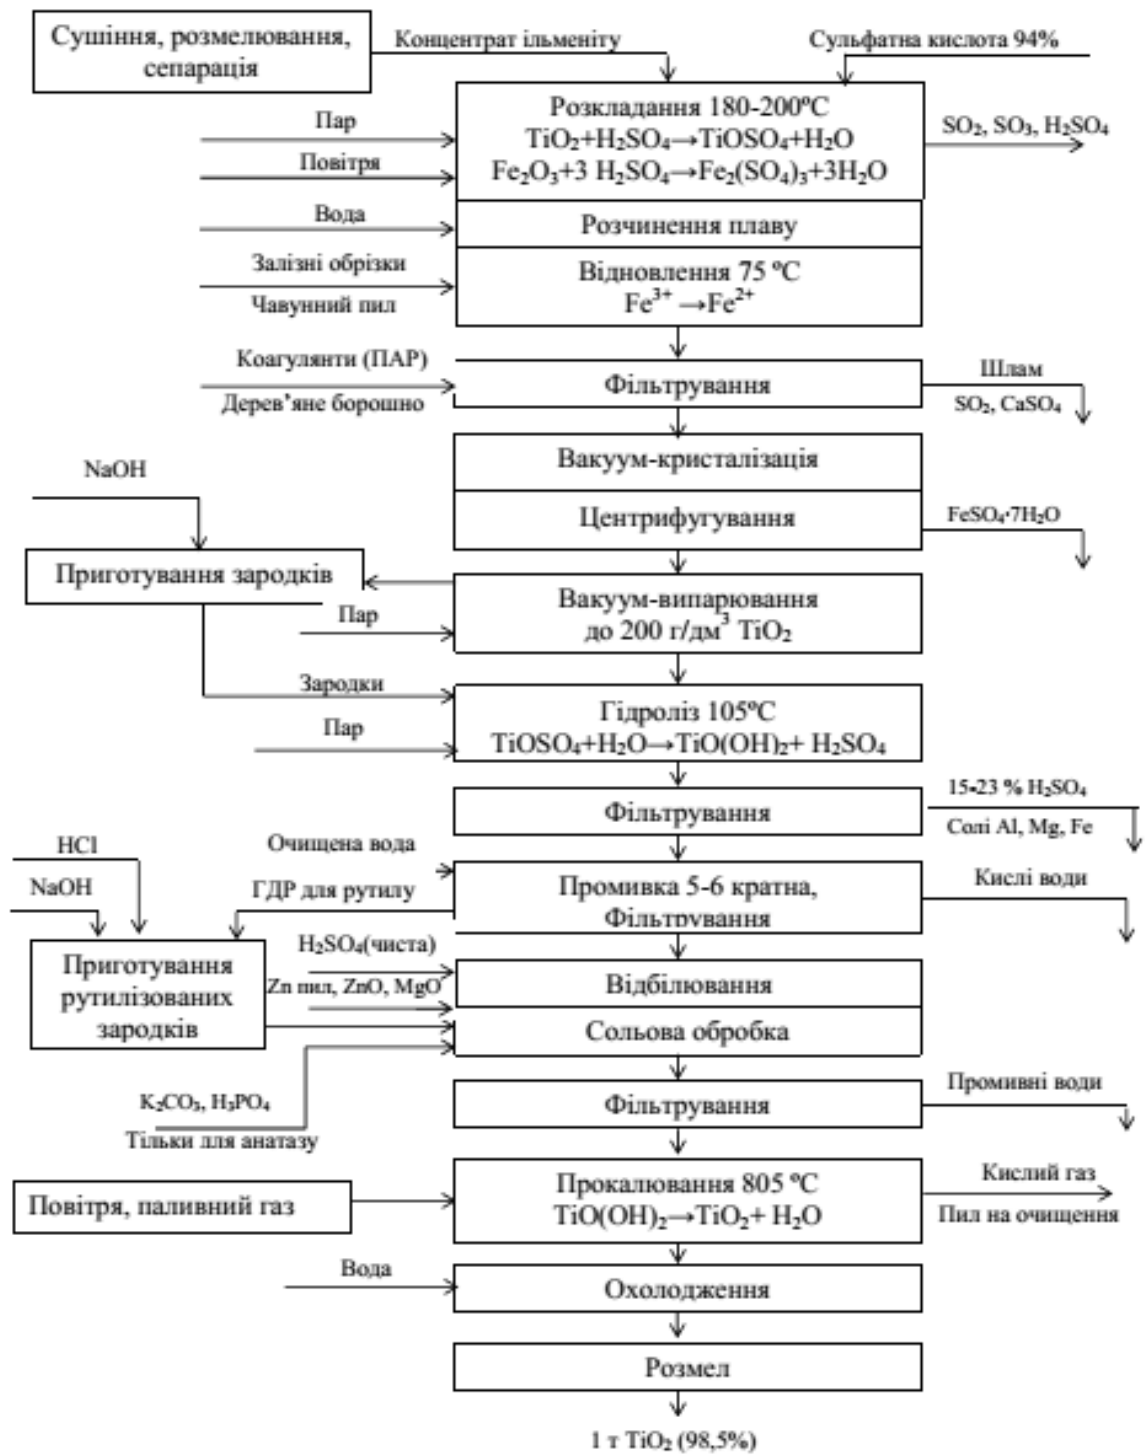 Сушіння, розмелювання,
сепарація
Концентрат ільменіту
Сульфатна кислота 94%
Розкладання 180-200ºС
TiO₂+H₂SO₄→TiOSO₄+H₂O
Fe₂O₃+3 H₂SO₄→Fe₂(SO₄)₃+3H₂O
Пар
Повітря
SO₂, SO₃, H₂SO₄
Вода
Розчинення плаву
Залізні обрізки
Чавунний пил
Відновлення 75 ºС
Fe³⁺ →Fe²⁺
Коагулянти (ПАР)
Дерев’яне борошно
Фільтрування
Шлам
SO₂, CaSO₄
Вакуум-кристалізація
NaOH
Центрифугування
FeSO₄·7H₂O
Приготування зародків
Вакуум-випарювання
до 200 г/дм³ TiO₂
Пар
Зародки
Гідроліз 105ºС
TiOSO₄+H₂O→TiO(OH)₂+ H₂SO₄
Пар
Фільтрування
15-23 % H₂SO₄
Солі Al, Mg, Fe
HCl
NaOH
Очищена вода
ГДР для рутилу
Промивка 5-6 кратна,
Фільтрування
Кислі води
Приготування
рутилізованих
зародків
H₂SO₄(чиста)
Zn пил, ZnO, MgO
Відбілювання
Сольова обробка
K₂CO₃, H₃PO₄
Тільки для анатазу
Фільтрування
Промивні води
Повітря, паливний газ
Прокалювання 805 ºС
TiO(OH)₂→TiO₂+ H₂O
Кислий газ
Пил на очищення
Вода
Охолодження
Розмел
1 т TiO₂ (98,5%)